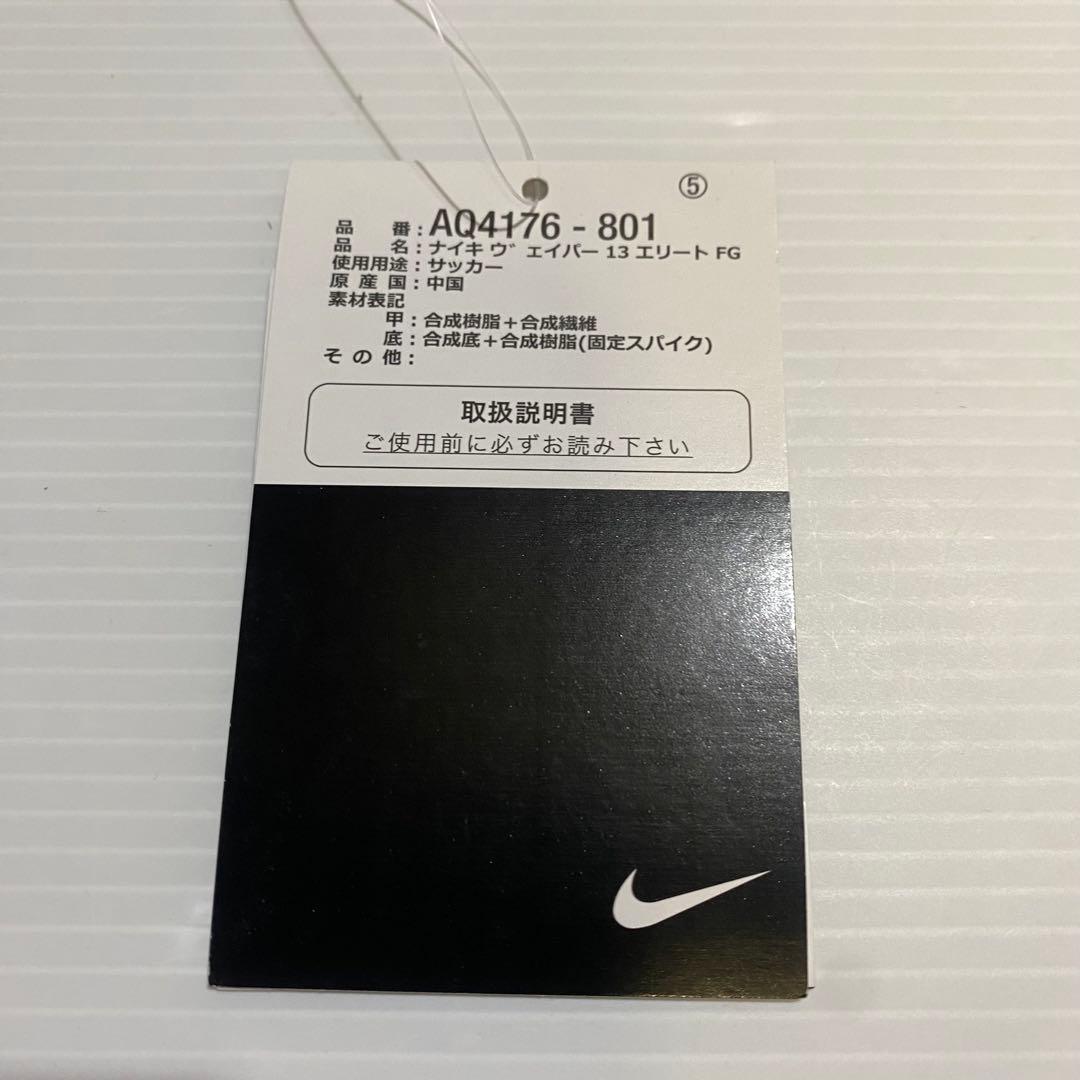 ⑤
品 番：AQ4176 - 801
品 名：ナイキ ヴ ェイパー 13 エリート FG
使用用途：サッカー
原 産 国：中国
素材表記
甲：合成樹脂＋合成繊維
底：合成底＋合成樹脂(固定スパイク)
そ の 他：
取扱説明書
ご使用前に必ずお読み下さい